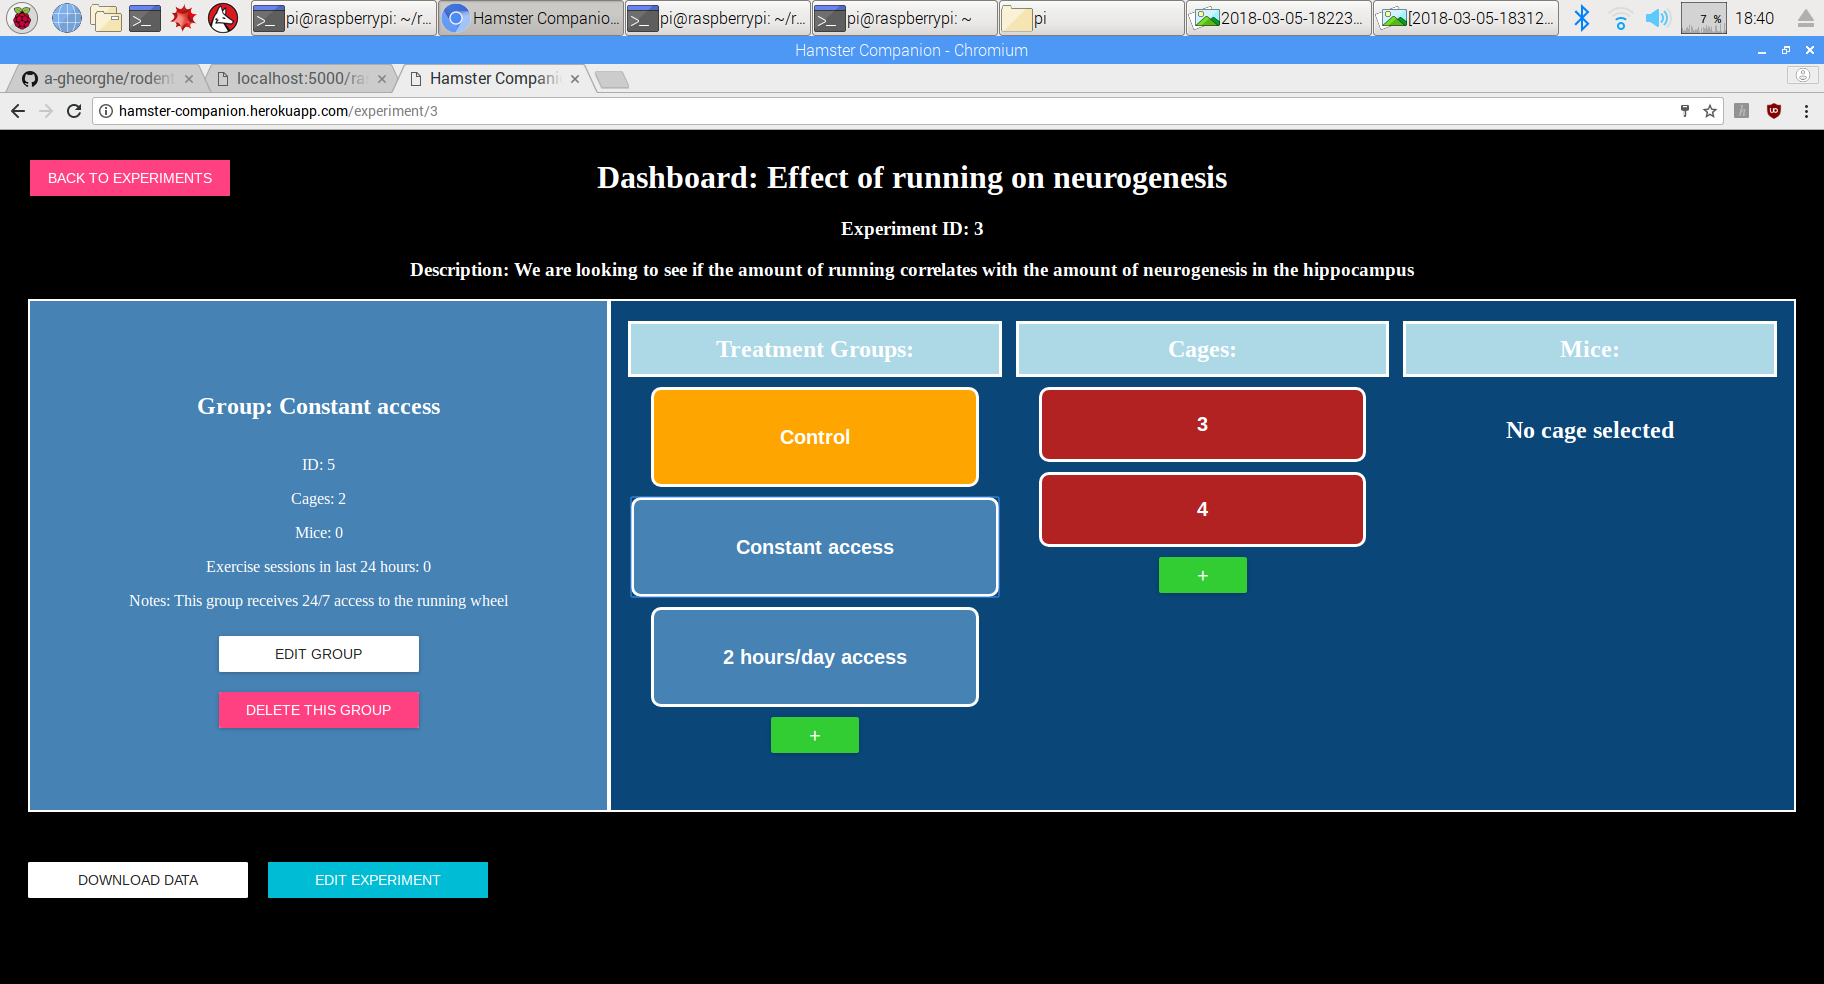 pi@raspberrypi: ~/r...
Hamster Companio...
pi@raspberrypi: ~/r...
pi@raspberrypi: ~
pi
2018-03-05-18223...
[2018-03-05-18312...
7 %
18:40
Hamster Companion - Chromium
a-gheorghe/rodent
localhost:5000/ra
Hamster Compani
hamster-companion.herokuapp.com/experiment/3
BACK TO EXPERIMENTS
Dashboard: Effect of running on neurogenesis
Experiment ID: 3
Description: We are looking to see if the amount of running correlates with the amount of neurogenesis in the hippocampus
Group: Constant access
ID: 5
Cages: 2
Mice: 0
Exercise sessions in last 24 hours: 0
Notes: This group receives 24/7 access to the running wheel
EDIT GROUP
DELETE THIS GROUP
Treatment Groups:
Control
Constant access
2 hours/day access
+
Cages:
3
4
+
Mice:
No cage selected
DOWNLOAD DATA
EDIT EXPERIMENT